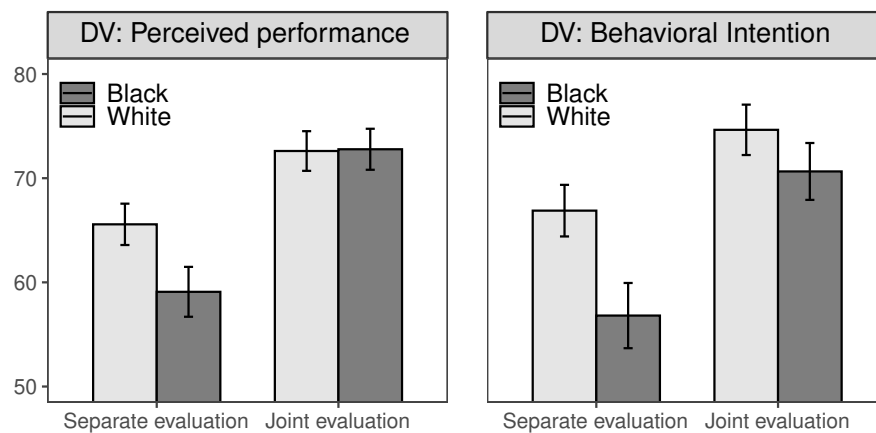 DV: Perceived performance
DV: Behavioral Intention
80
70
60
50
Black
White
Black
White
Separate evaluation
Joint evaluation
Separate evaluation
Joint evaluation